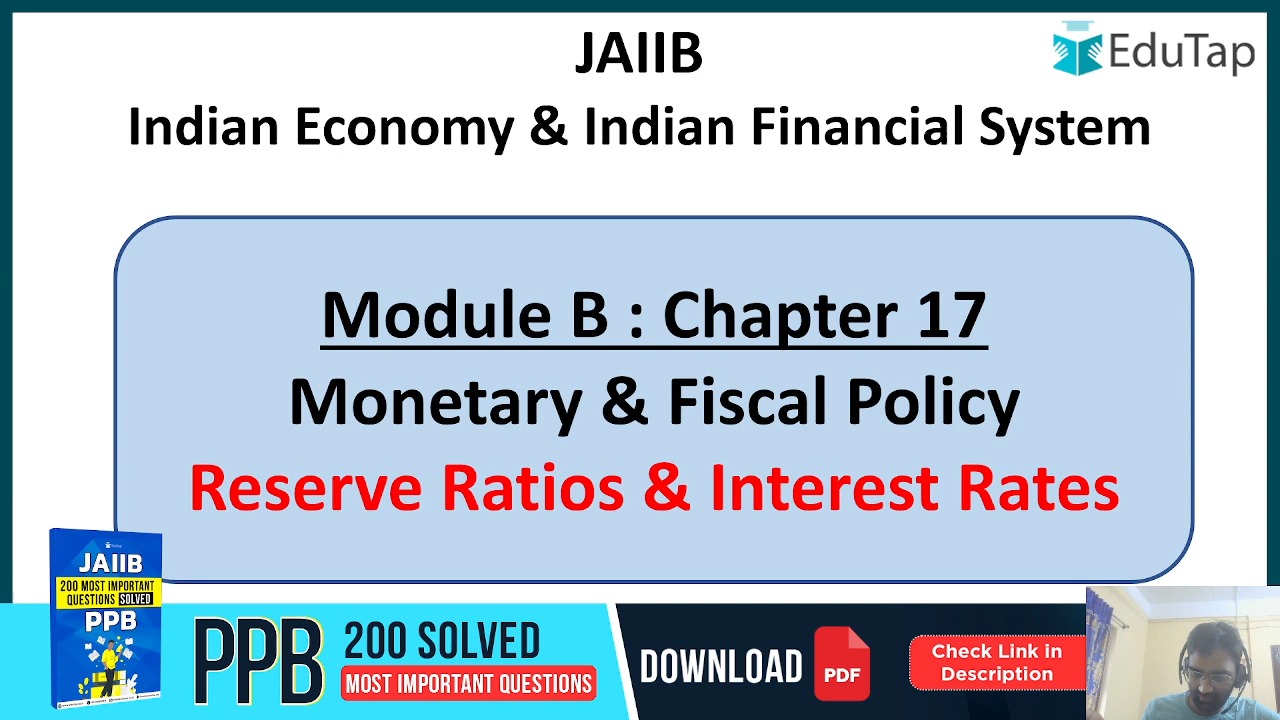 JAIIB
EduTap
Indian Economy & Indian Financial System
Module B : Chapter 17
Monetary & Fiscal Policy
Reserve Ratios & Interest Rates
JAIIB
200 MOST IMPORTANT
QUESTIONS SOLVED
PPB
PPB
200 SOLVED
MOST IMPORTANT QUESTIONS
DOWNLOAD
PDF
Check Link in
Description